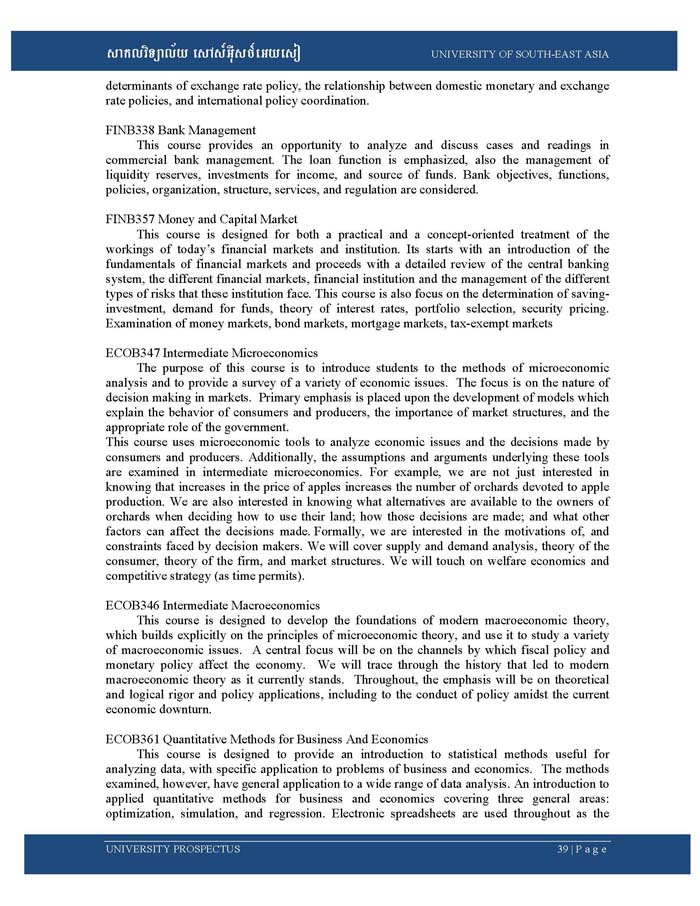 សាកលវិទ្យាល័យ សៅស៍អ៊ីសថ៍អេយសៀ UNIVERSITY OF SOUTH-EAST ASIA
determinants of exchange rate policy, the relationship between domestic monetary and exchange
rate policies, and international policy coordination.
FINB338 Bank Management
This course provides an opportunity to analyze and discuss cases and readings in
commercial bank management. The loan function is emphasized, also the management of
liquidity reserves, investments for income, and source of funds. Bank objectives, functions,
policies, organization, structure, services, and regulation are considered.
FINB357 Money and Capital Market
This course is designed for both a practical and a concept-oriented treatment of the
workings of today’s financial markets and institution. Its starts with an introduction of the
fundamentals of financial markets and proceeds with a detailed review of the central banking
system, the different financial markets, financial institution and the management of the different
types of risks that these institution face. This course is also focus on the determination of saving-
investment, demand for funds, theory of interest rates, portfolio selection, security pricing.
Examination of money markets, bond markets, mortgage markets, tax-exempt markets
ECOB347 Intermediate Microeconomics
The purpose of this course is to introduce students to the methods of microeconomic
analysis and to provide a survey of a variety of economic issues. The focus is on the nature of
decision making in markets. Primary emphasis is placed upon the development of models which
explain the behavior of consumers and producers, the importance of market structures, and the
appropriate role of the government.
This course uses microeconomic tools to analyze economic issues and the decisions made by
consumers and producers. Additionally, the assumptions and arguments underlying these tools
are examined in intermediate microeconomics. For example, we are not just interested in
knowing that increases in the price of apples increases the number of orchards devoted to apple
production. We are also interested in knowing what alternatives are available to the owners of
orchards when deciding how to use their land; how those decisions are made; and what other
factors can affect the decisions made. Formally, we are interested in the motivations of, and
constraints faced by decision makers. We will cover supply and demand analysis, theory of the
consumer, theory of the firm, and market structures. We will touch on welfare economics and
competitive strategy (as time permits).
ECOB346 Intermediate Macroeconomics
This course is designed to develop the foundations of modern macroeconomic theory,
which builds explicitly on the principles of microeconomic theory, and use it to study a variety
of macroeconomic issues. A central focus will be on the channels by which fiscal policy and
monetary policy affect the economy. We will trace through the history that led to modern
macroeconomic theory as it currently stands. Throughout, the emphasis will be on theoretical
and logical rigor and policy applications, including to the conduct of policy amidst the current
economic downturn.
ECOB361 Quantitative Methods for Business And Economics
This course is designed to provide an introduction to statistical methods useful for
analyzing data, with specific application to problems of business and economics. The methods
examined, however, have general application to a wide range of data analysis. An introduction to
applied quantitative methods for business and economics covering three general areas:
optimization, simulation, and regression. Electronic spreadsheets are used throughout as the
UNIVERSITY PROSPECTUS 39 | P a g e